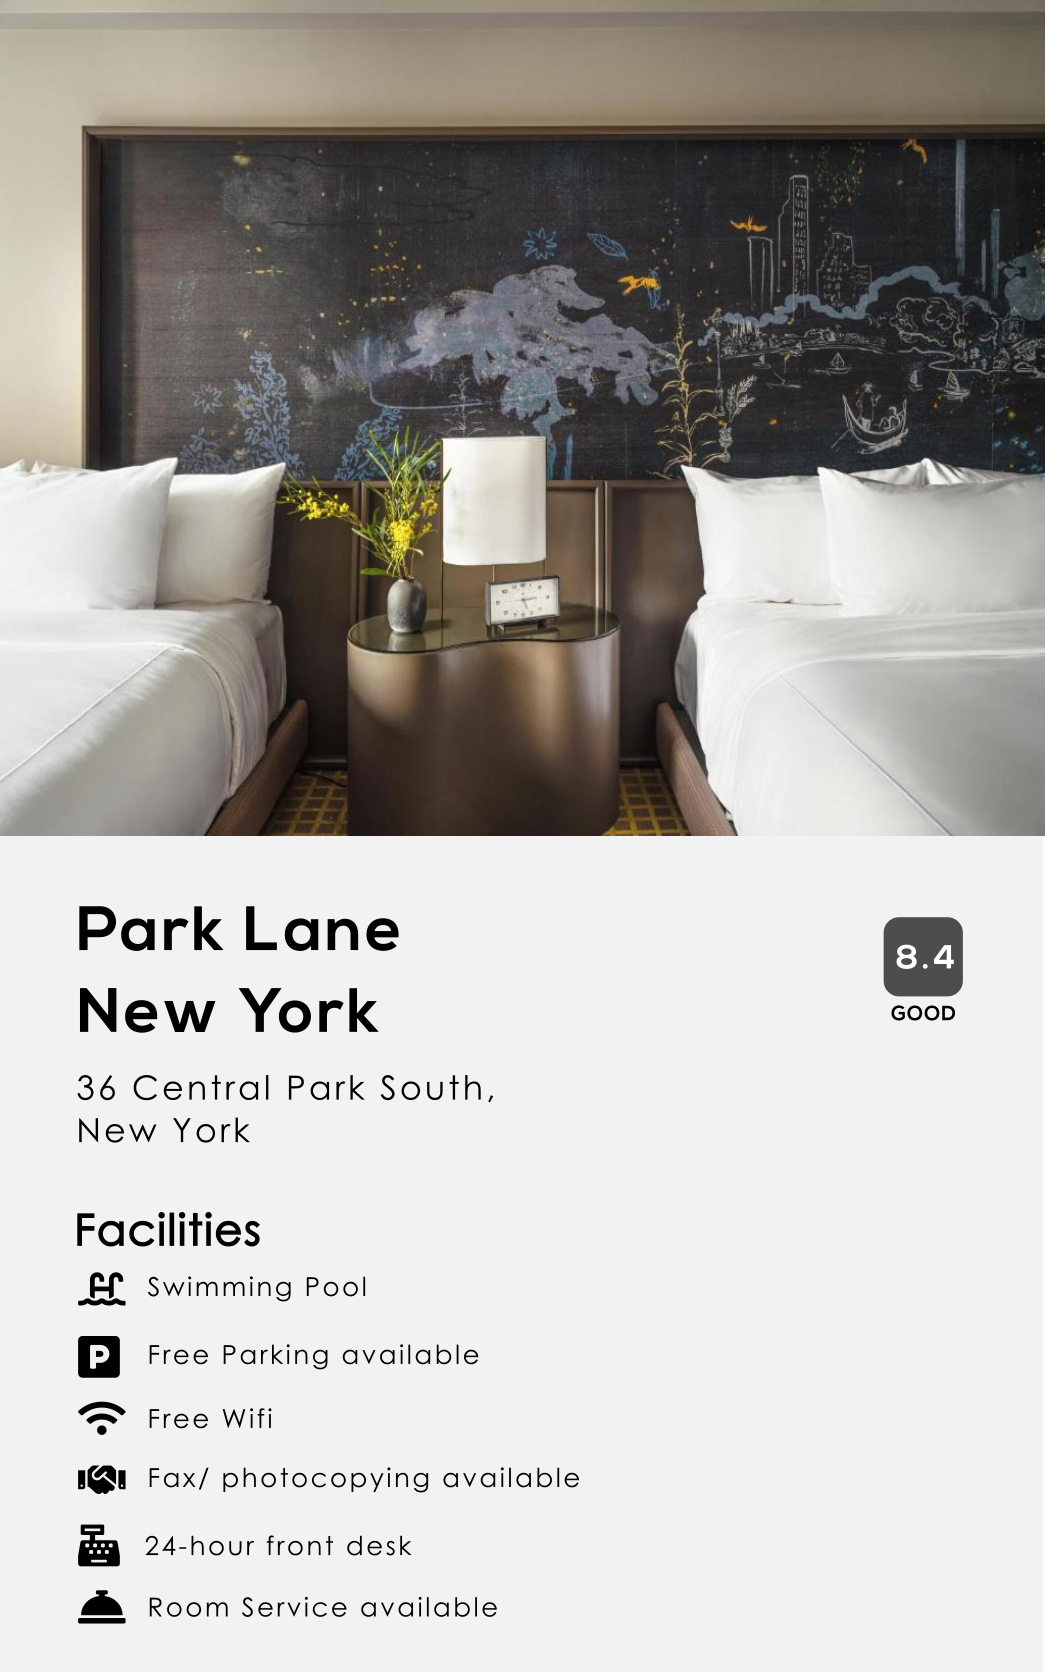 Park Lane
New York
8.4
GOOD
36 Central Park South,
New York
Facilities
Swimming Pool
P
Free Parking available
Free Wifi
Fax/ photocopying available
24-hour front desk
Room Service available